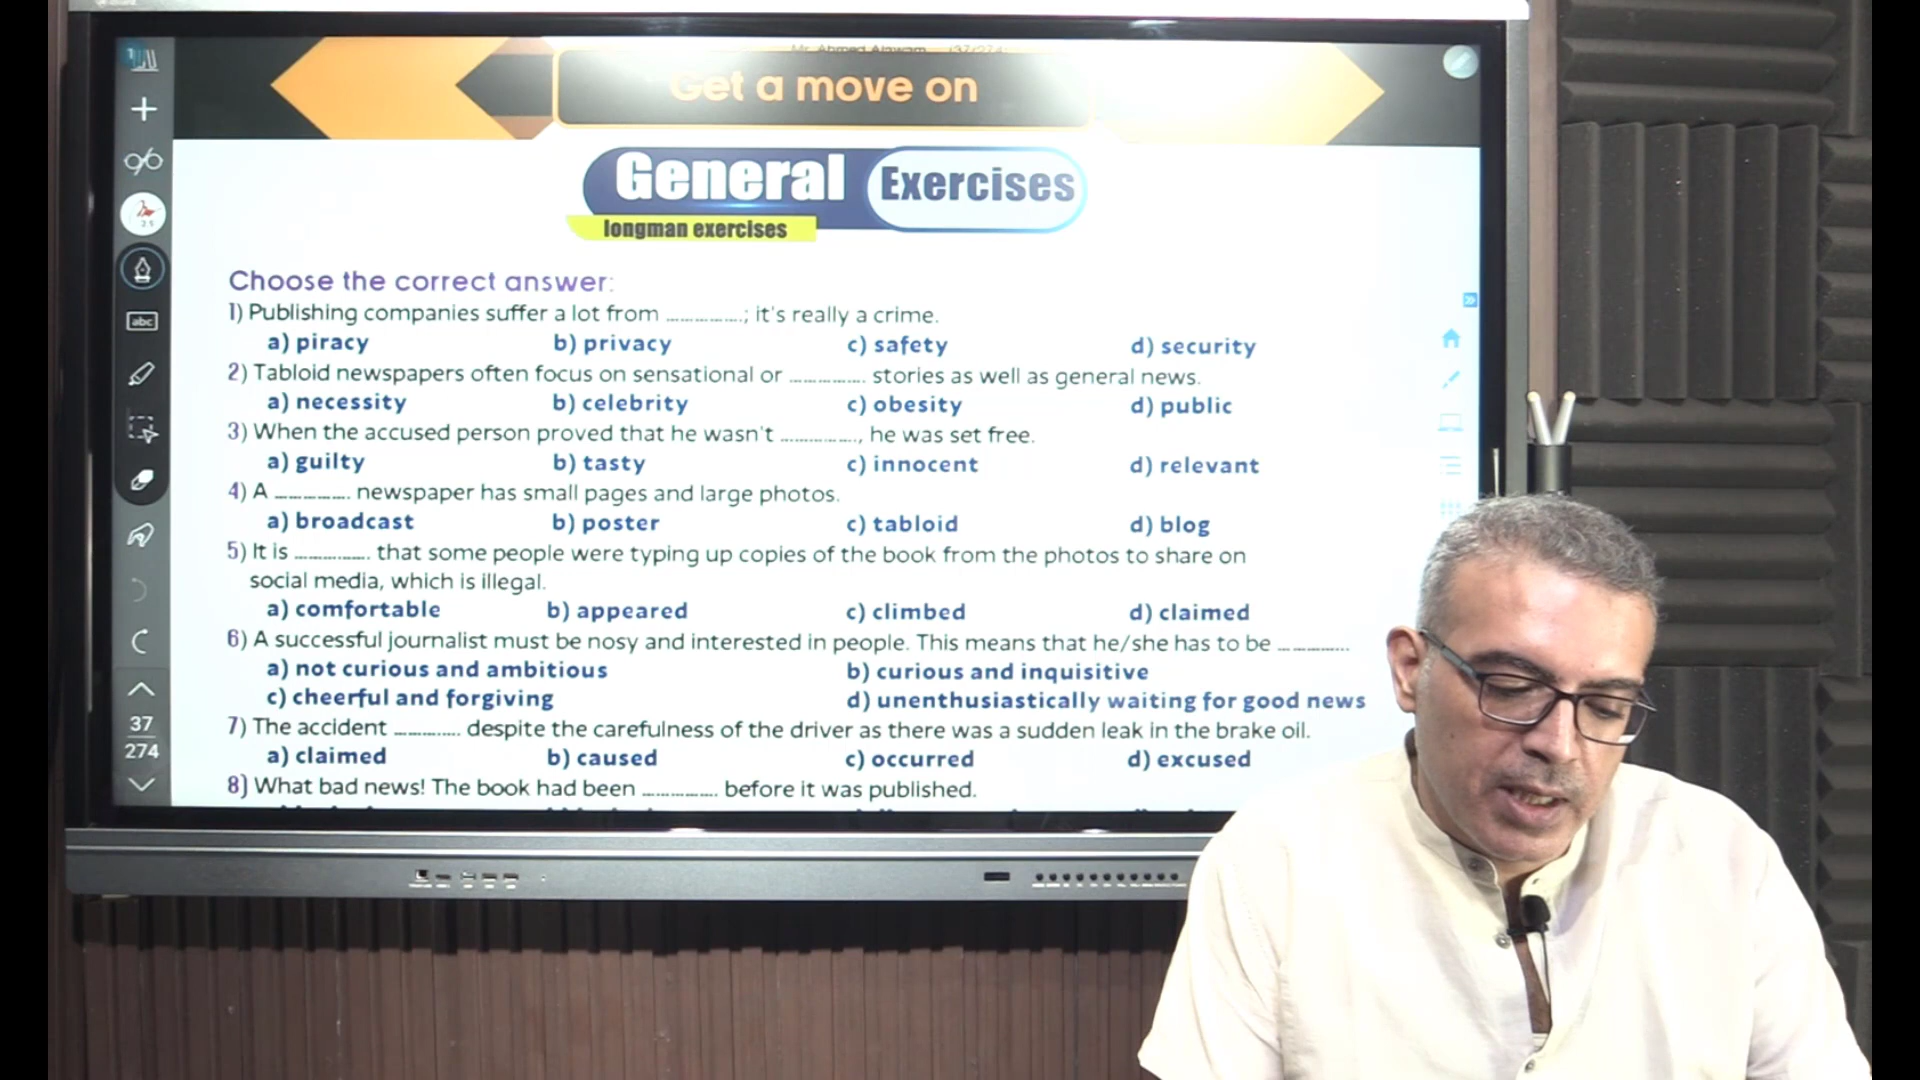 Mr. Ahmed Alawam (37/274)
Get a move on
General Exercises
longman exercises
Choose the correct answer:
1) Publishing companies suffer a lot from ............; it's really a crime.
a) piracy b) privacy c) safety d) security
2) Tabloid newspapers often focus on sensational or ............ stories as well as general news.
a) necessity b) celebrity c) obesity d) public
3) When the accused person proved that he wasn't ............, he was set free.
a) guilty b) tasty c) innocent d) relevant
4) A ............ newspaper has small pages and large photos.
a) broadcast b) poster c) tabloid d) blog
5) It is ............ that some people were typing up copies of the book from the photos to share on
social media, which is illegal.
a) comfortable b) appeared c) climbed d) claimed
6) A successful journalist must be nosy and interested in people. This means that he/she has to be ............
a) not curious and ambitious b) curious and inquisitive
c) cheerful and forgiving d) unenthusiastically waiting for good news
7) The accident ............ despite the carefulness of the driver as there was a sudden leak in the brake oil.
a) claimed b) caused c) occurred d) excused
8) What bad news! The book had been ............ before it was published.
abc
37
274